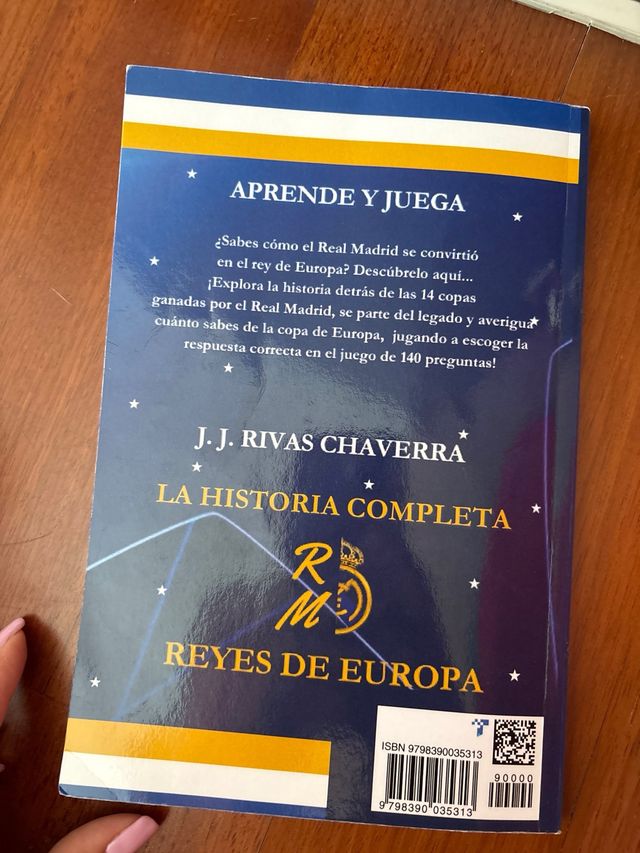 APRENDE Y JUEGA
¿Sabes cómo el Real Madrid se convirtió
en el rey de Europa? Descúbrelo aquí...
¡Explora la historia detrás de las 14 copas
ganadas por el Real Madrid, se parte del legado y averigua
cuánto sabes de la copa de Europa, jugando a escoger la
respuesta correcta en el juego de 140 preguntas!
J. J. RIVAS CHAVERRA
LA HISTORIA COMPLETA
R
M
REYES DE EUROPA
ISBN 9798390035313
90000
9 798390 035313